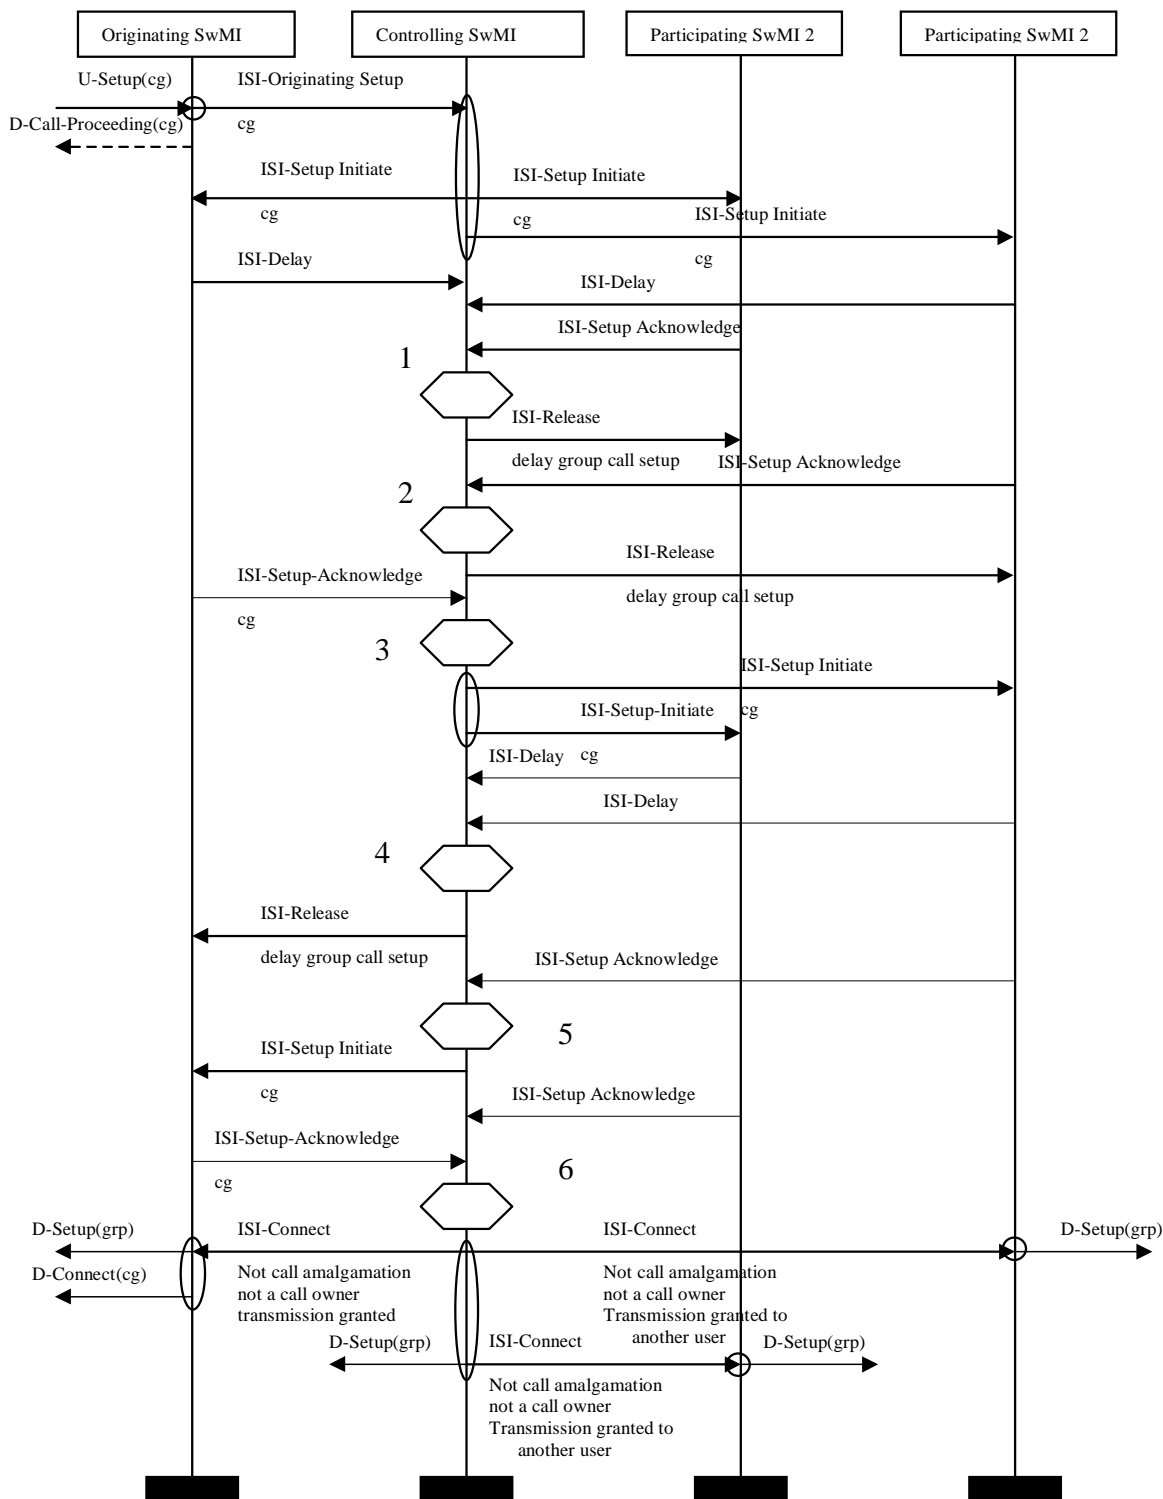 Originating SwMI
Controlling SwMI
Participating SwMI 2
Participating SwMI 2
U-Setup(cg)
ISI-Originating Setup
D-Call-Proceeding(cg)
cg
ISI-Setup Initiate
ISI-Setup Initiate
cg
cg
ISI-Setup Initiate
ISI-Delay
cg
ISI-Delay
ISI-Setup Acknowledge
1
ISI-Release
delay group call setup
ISI-Setup Acknowledge
2
ISI-Release
ISI-Setup-Acknowledge
delay group call setup
cg
3
ISI-Setup Initiate
ISI-Setup-Initiate
cg
ISI-Delay
cg
ISI-Delay
4
ISI-Release
delay group call setup
ISI-Setup Acknowledge
5
ISI-Setup Initiate
cg
ISI-Setup Acknowledge
ISI-Setup-Acknowledge
6
cg
D-Setup(grp)
ISI-Connect
ISI-Connect
D-Setup(grp)
D-Connect(cg)
Not call amalgamation
not a call owner
transmission granted
Not call amalgamation
not a call owner
Transmission granted to
another user
D-Setup(grp)
ISI-Connect
D-Setup(grp)
Not call amalgamation
not a call owner
Transmission granted to
another user